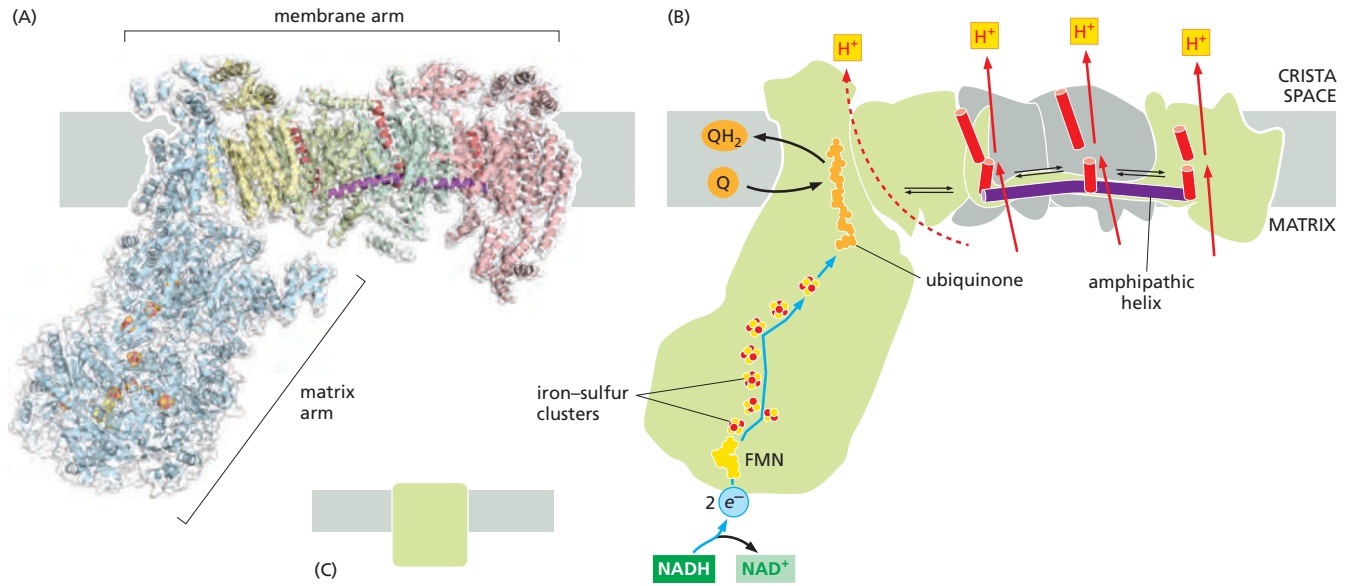 (A)
membrane arm
matrix
arm
(C)
(B)
H+
H+
H+
H+
CRISTA
SPACE
QH2
Q
MATRIX
ubiquinone
amphipathic
helix
iron–sulfur
clusters
FMN
2 e–
NADH
NAD+